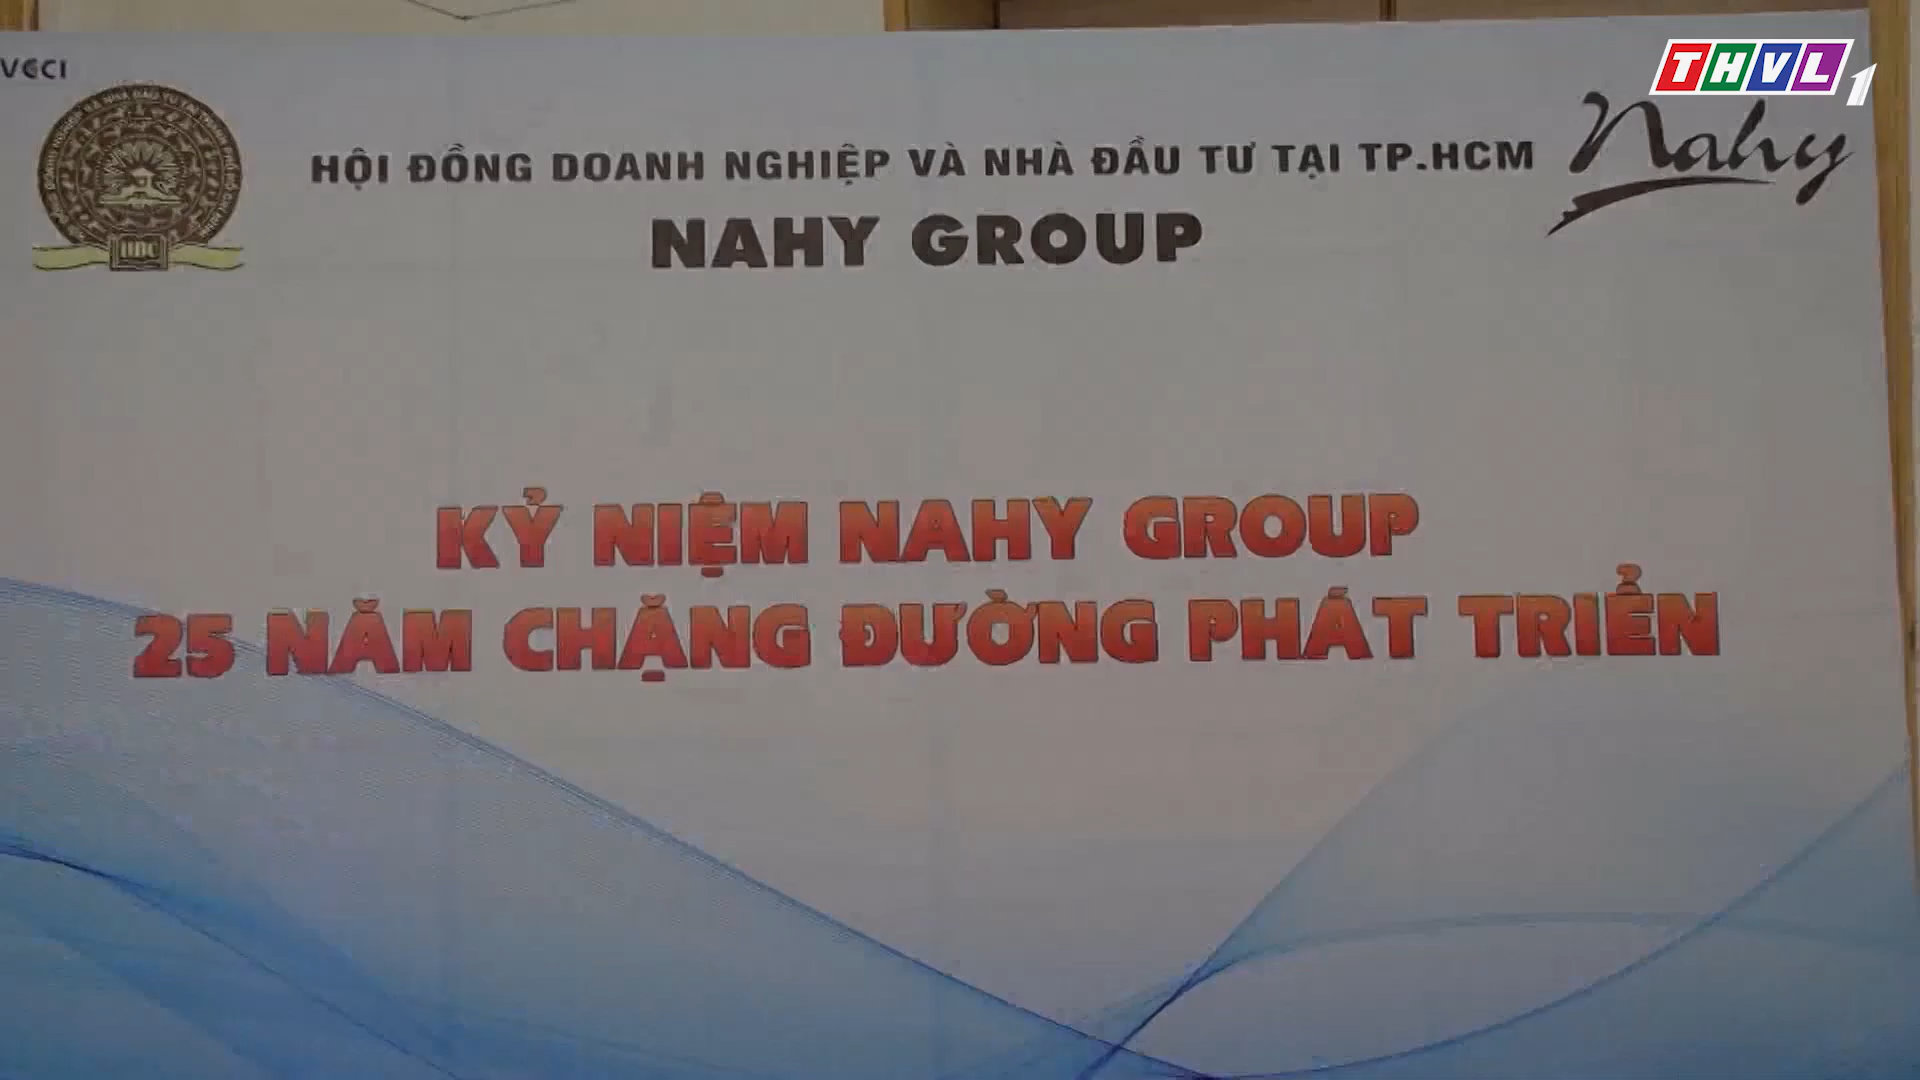 VCCI
THVL1
HỘI ĐỒNG DOANH NGHIỆP VÀ NHÀ ĐẦU TƯ TẠI TP.HCM
Nahy
NAHY GROUP
HBC
KỶ NIỆM NAHY GROUP
25 NĂM CHẶNG ĐƯỜNG PHÁT TRIỂN